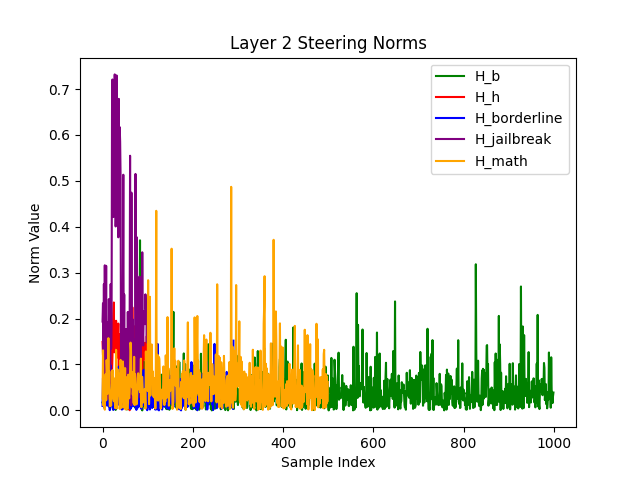 Layer 2 Steering Norms
H_b
H_h
H_borderline
H_jailbreak
H_math
Norm Value
0.7
0.6
0.5
0.4
0.3
0.2
0.1
0.0
0 200 400 600 800 1000
Sample Index